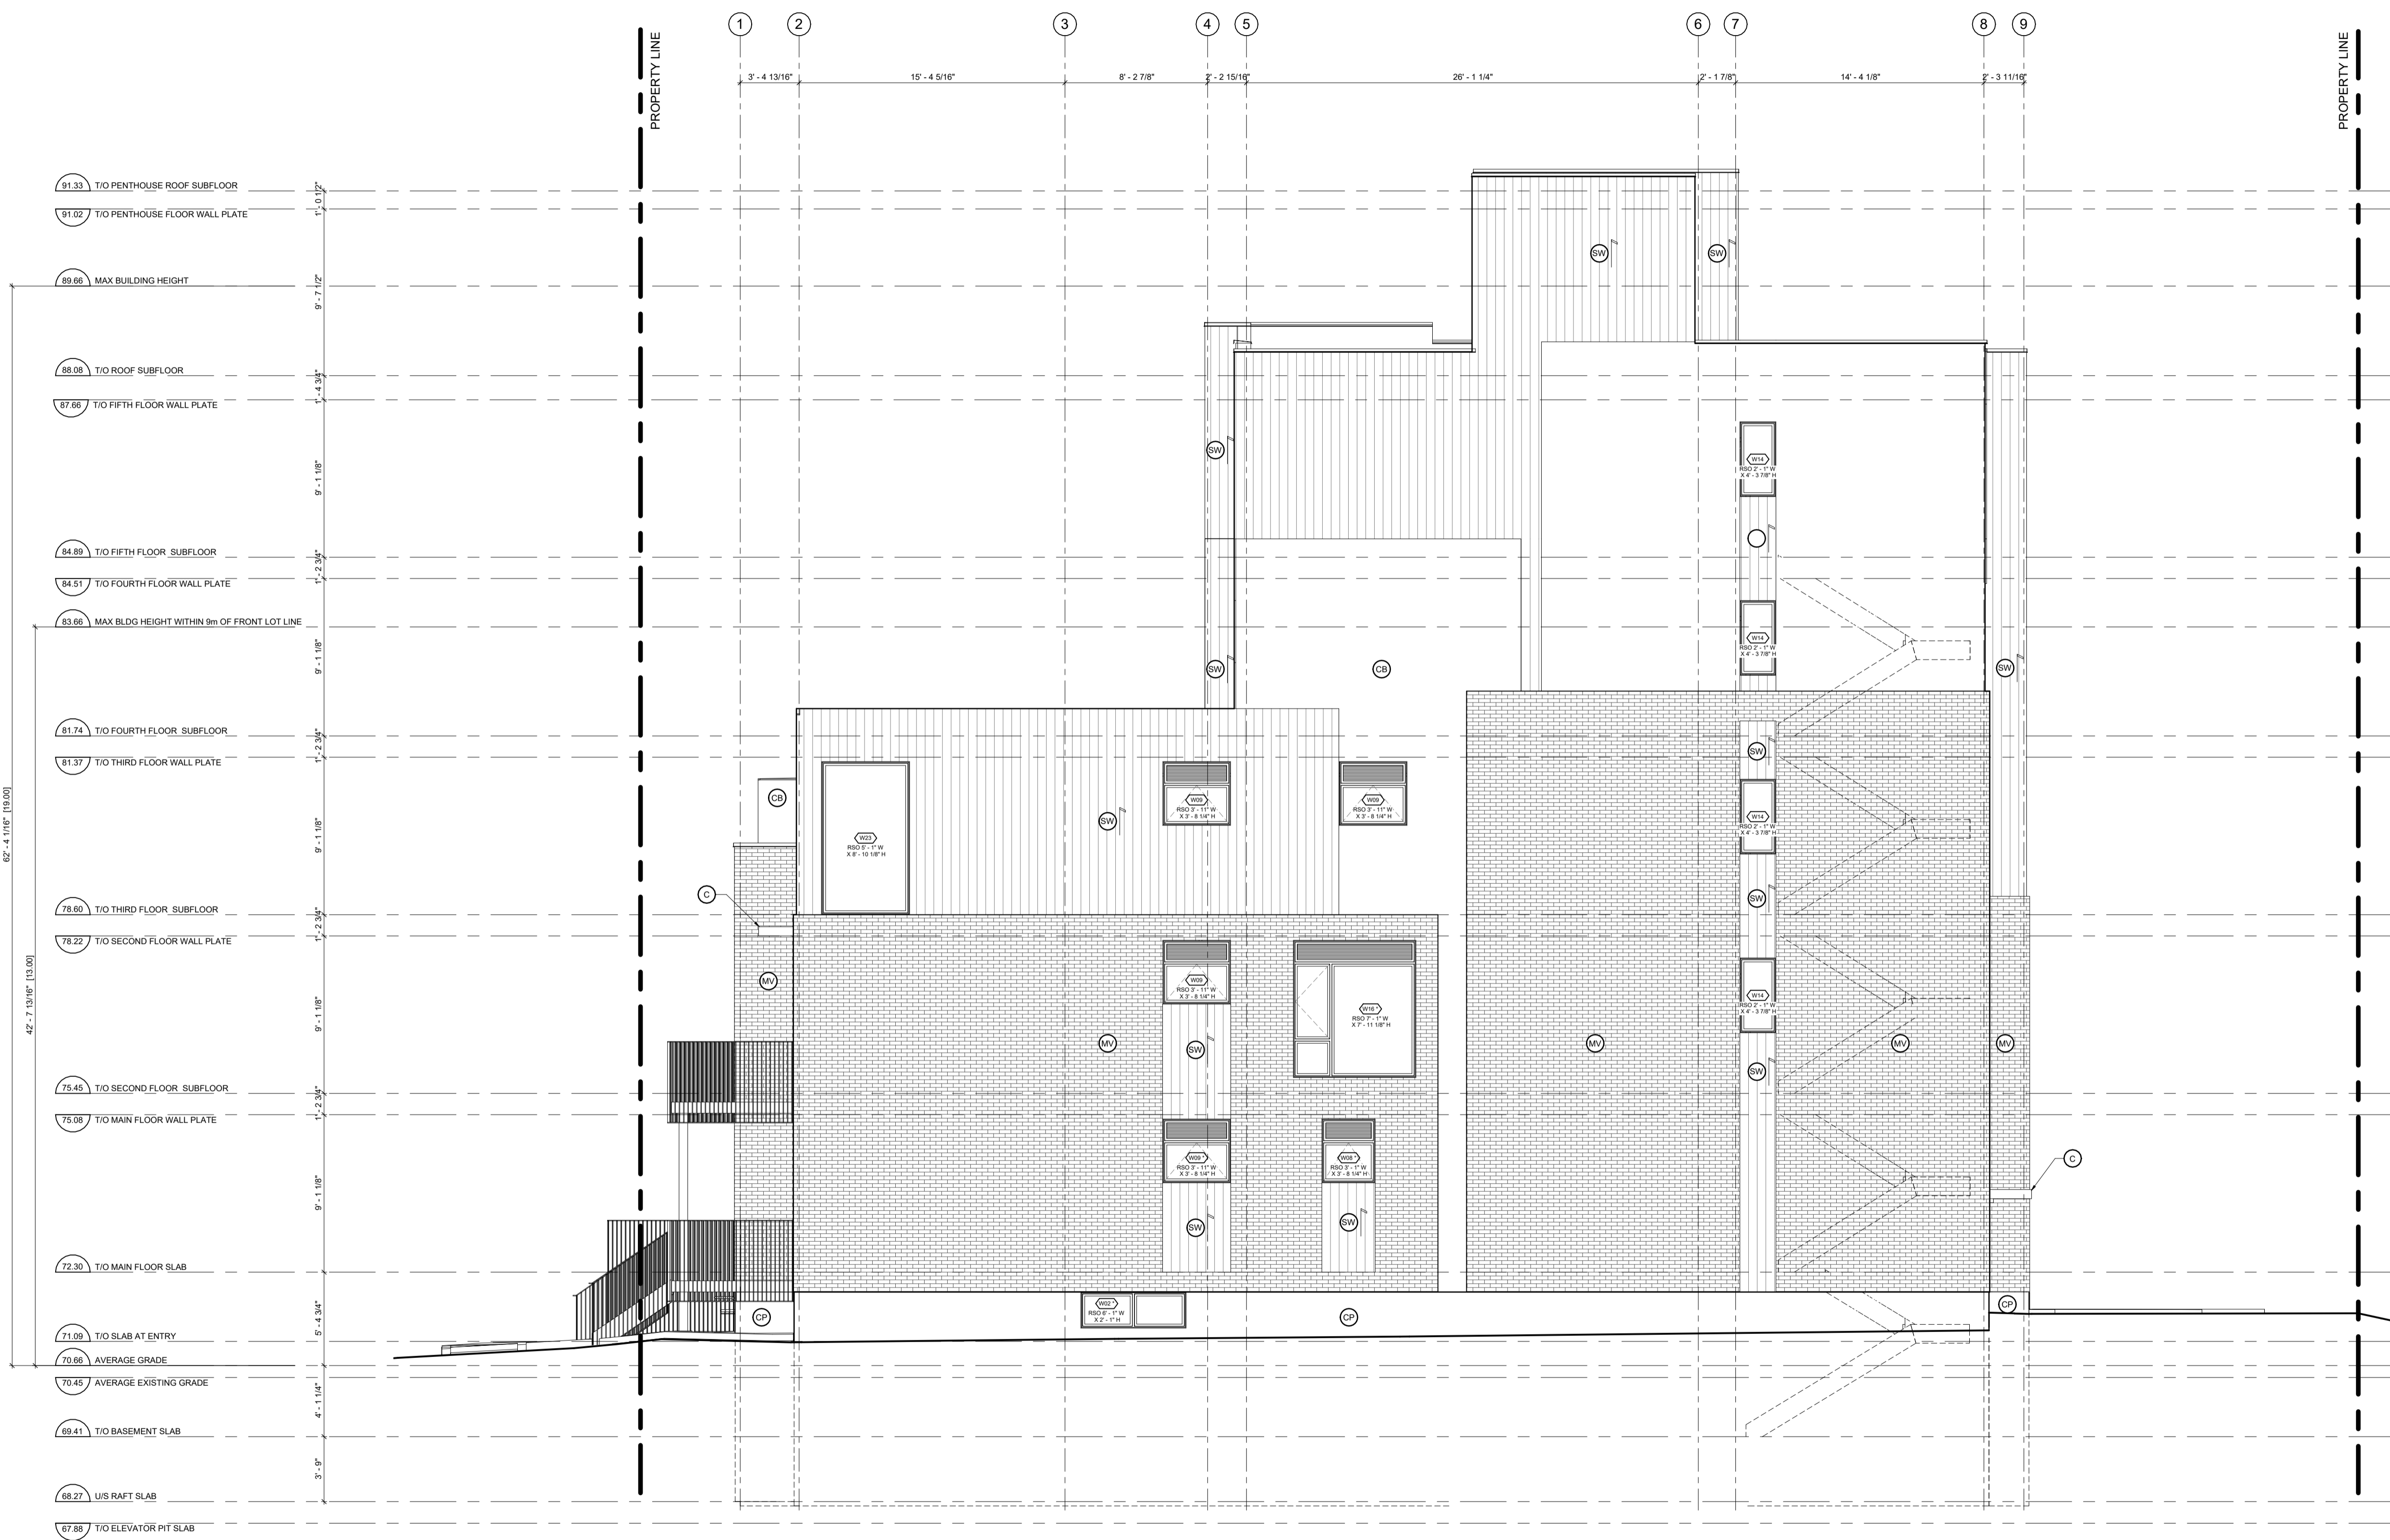 1 2 3 4 5 6 7 8 9
PROPERTY LINE
PROPERTY LINE
3' - 4 13/16"
15' - 4 5/16"
8' - 2 7/8"
2' - 2 15/16"
26' - 1 1/4"
2' - 1 7/8"
14' - 4 1/8"
2' - 3 11/16"
91.33 T/O PENTHOUSE ROOF SUBFLOOR
1' - 0 1/2"
91.02 T/O PENTHOUSE FLOOR WALL PLATE
9' - 7 1/2"
89.66 MAX BUILDING HEIGHT
88.08 T/O ROOF SUBFLOOR
1' - 4 3/4"
87.66 T/O FIFTH FLOOR WALL PLATE
9' - 1 1/8"
84.89 T/O FIFTH FLOOR SUBFLOOR
1' - 2 3/4"
84.51 T/O FOURTH FLOOR WALL PLATE
83.66 MAX BLDG HEIGHT WITHIN 9m OF FRONT LOT LINE
9' - 1 1/8"
81.74 T/O FOURTH FLOOR SUBFLOOR
1' - 2 3/4"
81.37 T/O THIRD FLOOR WALL PLATE
9' - 1 1/8"
78.60 T/O THIRD FLOOR SUBFLOOR
1' - 2 3/4"
78.22 T/O SECOND FLOOR WALL PLATE
9' - 1 1/8"
75.45 T/O SECOND FLOOR SUBFLOOR
1' - 2 3/4"
75.08 T/O MAIN FLOOR WALL PLATE
9' - 1 1/8"
72.30 T/O MAIN FLOOR SLAB
5' - 4 3/4"
71.09 T/O SLAB AT ENTRY
70.66 AVERAGE GRADE
70.45 AVERAGE EXISTING GRADE
4' - 1 1/4"
69.41 T/O BASEMENT SLAB
3' - 9"
68.27 U/S RAFT SLAB
67.88 T/O ELEVATOR PIT SLAB
62' - 4 1/16" [19.00]
42' - 7 13/16" [13.00]
SW
SW
SW
W14
RSO 2' - 1" W
X 4' - 3 7/8" H
W14
RSO 2' - 1" W
X 4' - 3 7/8" H
SW
CB
SW
SW
CB
W23
RSO 5' - 1" W
X 8' - 10 1/8" H
SW
W09
RSO 3' - 11" W
X 3' - 8 1/4" H
W09
RSO 3' - 11" W
X 3' - 8 1/4" H
W14
RSO 2' - 1" W
X 4' - 3 7/8" H
C
SW
MV
W09
RSO 3' - 11" W
X 3' - 8 1/4" H
W16 *
RSO 7' - 1" W
X 7' - 11 1/8" H
W14
RSO 2' - 1" W
X 4' - 3 7/8" H
MV
SW
MV
SW
MV
MV
W09 *
RSO 3' - 11" W
X 3' - 8 1/4" H
W08 *
RSO 3' - 1" W
X 3' - 8 1/4" H
C
SW
SW
CP
W02 *
RSO 6' - 1" W
X 2' - 1" H
CP
CP